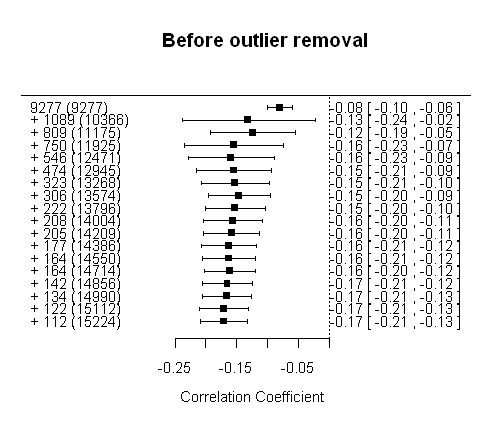 Before outlier removal
9277 (9277) -0.08 [ -0.10 , -0.06 ]
+ 1089 (10366) -0.13 [ -0.24 , -0.02 ]
+ 809 (11175) -0.12 [ -0.19 , -0.05 ]
+ 750 (11925) -0.16 [ -0.23 , -0.07 ]
+ 546 (12471) -0.16 [ -0.23 , -0.09 ]
+ 474 (12945) -0.15 [ -0.21 , -0.09 ]
+ 323 (13268) -0.15 [ -0.21 , -0.10 ]
+ 306 (13574) -0.15 [ -0.20 , -0.09 ]
+ 222 (13796) -0.15 [ -0.20 , -0.10 ]
+ 208 (14004) -0.16 [ -0.20 , -0.11 ]
+ 205 (14209) -0.16 [ -0.20 , -0.11 ]
+ 177 (14386) -0.16 [ -0.21 , -0.12 ]
+ 164 (14550) -0.16 [ -0.21 , -0.12 ]
+ 164 (14714) -0.16 [ -0.20 , -0.12 ]
+ 142 (14856) -0.17 [ -0.21 , -0.12 ]
+ 134 (14990) -0.17 [ -0.21 , -0.13 ]
+ 122 (15112) -0.17 [ -0.21 , -0.13 ]
+ 112 (15224) -0.17 [ -0.21 , -0.13 ]
-0.25 -0.15 -0.05
Correlation Coefficient